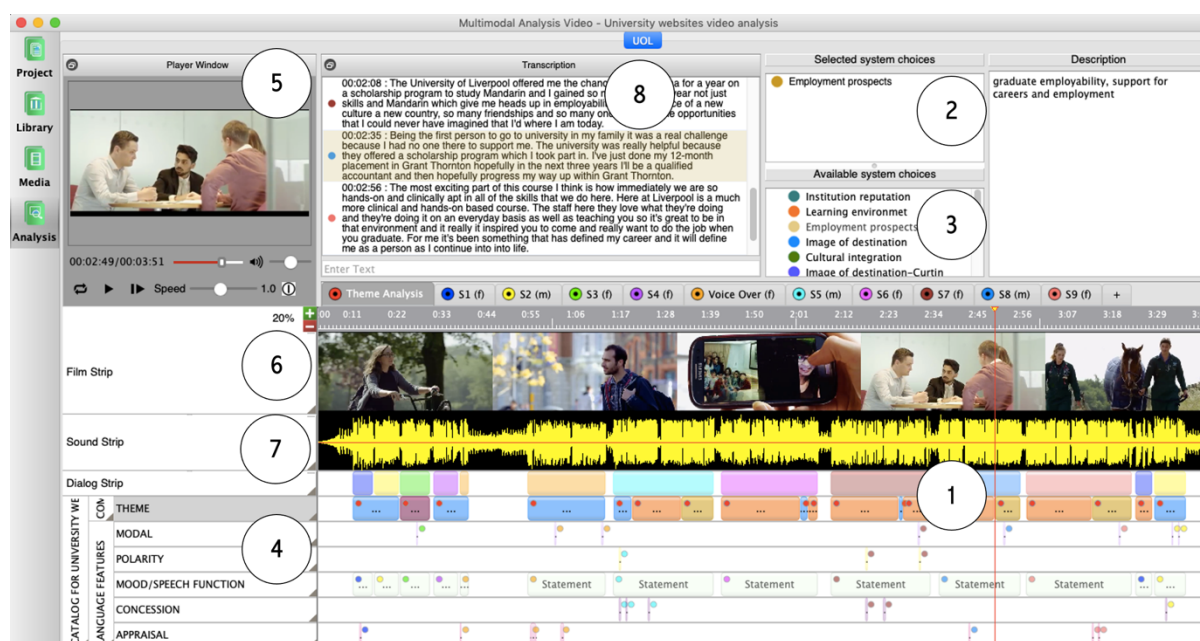 Multimodal Analysis Video - University websites video analysis
UOL
Project
Library
Media
Analysis
Player Window
5
00:02:49/00:03:51
Speed
1.0
Transcription
8
00:02:08 : The University of Liverpool offered me the chanc a for a year on
a scholarship program to study Mandarin and I gained so m year not just
skills and Mandarin which give me heads up in employabili ce of a new
culture a new country, so many friendships and so many on e opportunities
that I could never have imagined that I'd where I am today.
00:02:35 : Being the first person to go to university in my family it was a real challenge
because I had no one there to support me. The university was really helpful because
they offered a scholarship program which I took part in. I've just done my 12-month
placement in Grant Thornton hopefully in the next three years I'll be a qualified
accountant and then hopefully progress my way up within Grant Thornton.
00:02:56 : The most exciting part of this course I think is how immediately we are so
hands-on and clinically apt in all of the skills that we do here. Here at Liverpool is a much
more clinical and hands-on based course. The staff here they love what they're doing
and they're doing it on an everyday basis as well as teaching you so it's great to be in
that environment and it really it inspired you to come and really want to do the job when
you graduate. For me it's been something that has defined my career and it will define
me as a person as I continue into into life.
Enter Text
Selected system choices
Employment prospects
2
Available system choices
Institution reputation
Learning environmet
Employment prospects
Image of destination
Cultural integration
Image of destination-Curtin
3
Description
graduate employability, support for
careers and employment
Theme Analysis S1 (f) S2 (m) S3 (f) S4 (f) Voice Over (f) S5 (m) S6 (f) S7 (f) S8 (m) S9 (f) +
20% + −
00 0:11 0:22 0:33 0:44 0:55 1:06 1:17 1:28 1:39 1:50 2:01 2:12 2:23 2:34 2:45 2:56 3:07 3:18 3:29 3:
Film Strip
6
Sound Strip
7
Dialog Strip
1
CATALOG FOR UNIVERSITY WE
CON
LANGUAGE FEATURES
THEME
... ... ... ... ... ... ... ... ... ... ... ... ... ...
MODAL
4
POLARITY
MOOD/SPEECH FUNCTION
... ... ... ... ... Statement Statement Statement Statement Statement Statement ... ...
CONCESSION
APPRAISAL